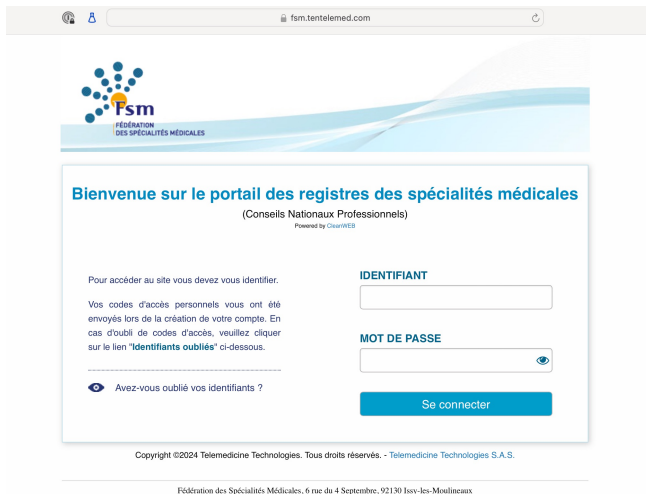 fsm.tentelemed.com
Fsm
FÉDÉRATION
DES SPÉCIALITÉS MÉDICALES
Bienvenue sur le portail des registres des spécialités médicales
(Conseils Nationaux Professionnels)
Powered by CleanWEB
Pour accéder au site vous devez vous identifier.
Vos codes d'accès personnels vous ont été
envoyés lors de la création de votre compte. En
cas d'oubli de codes d'accès, veuillez cliquer
sur le lien "Identifiants oubliés" ci-dessous.
Avez-vous oublié vos identifiants ?
IDENTIFIANT
MOT DE PASSE
Se connecter
Copyright ©2024 Telemedicine Technologies. Tous droits réservés. - Telemedicine Technologies S.A.S.
Fédération des Spécialités Médicales, 6 rue du 4 Septembre, 92130 Issy-les-Moulineaux